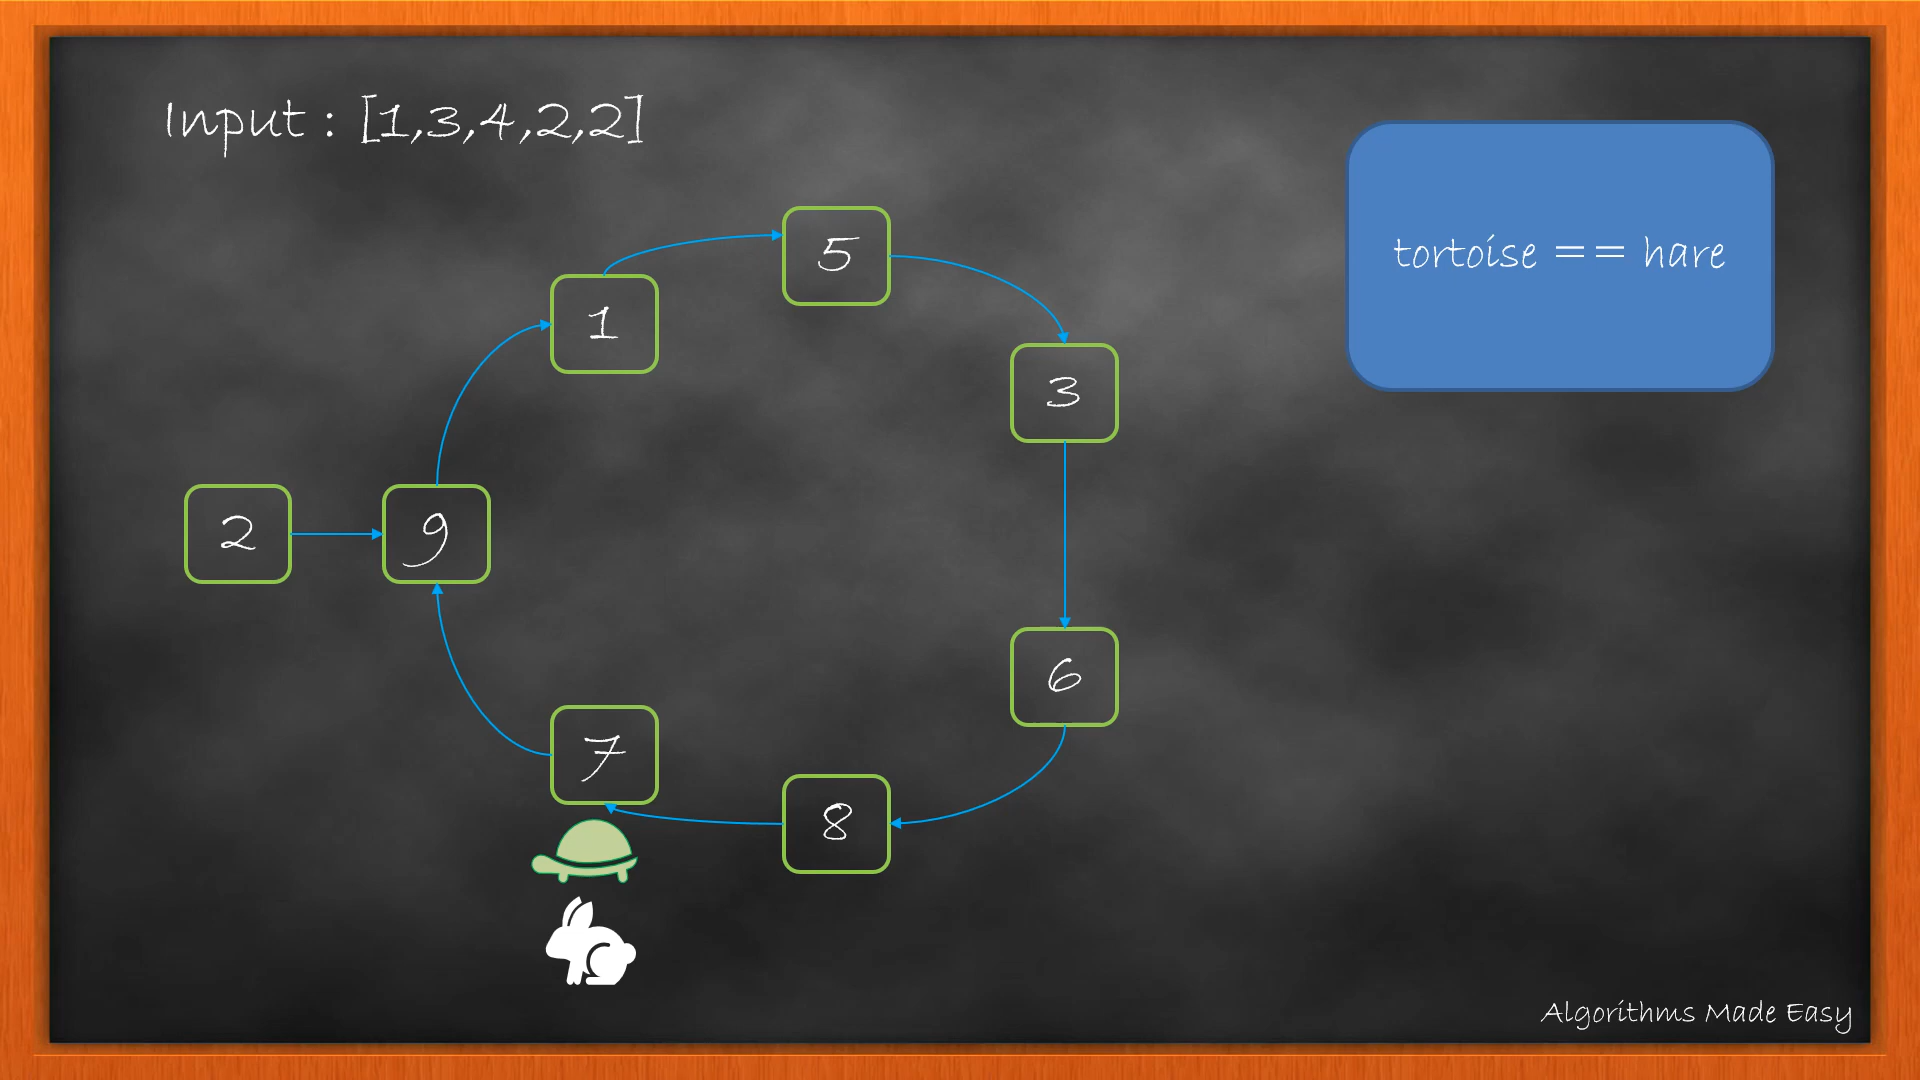 Input : [1,3,4,2,2]
tortoise == hare
5
1
3
2
9
6
7
8
Algorithms Made Easy